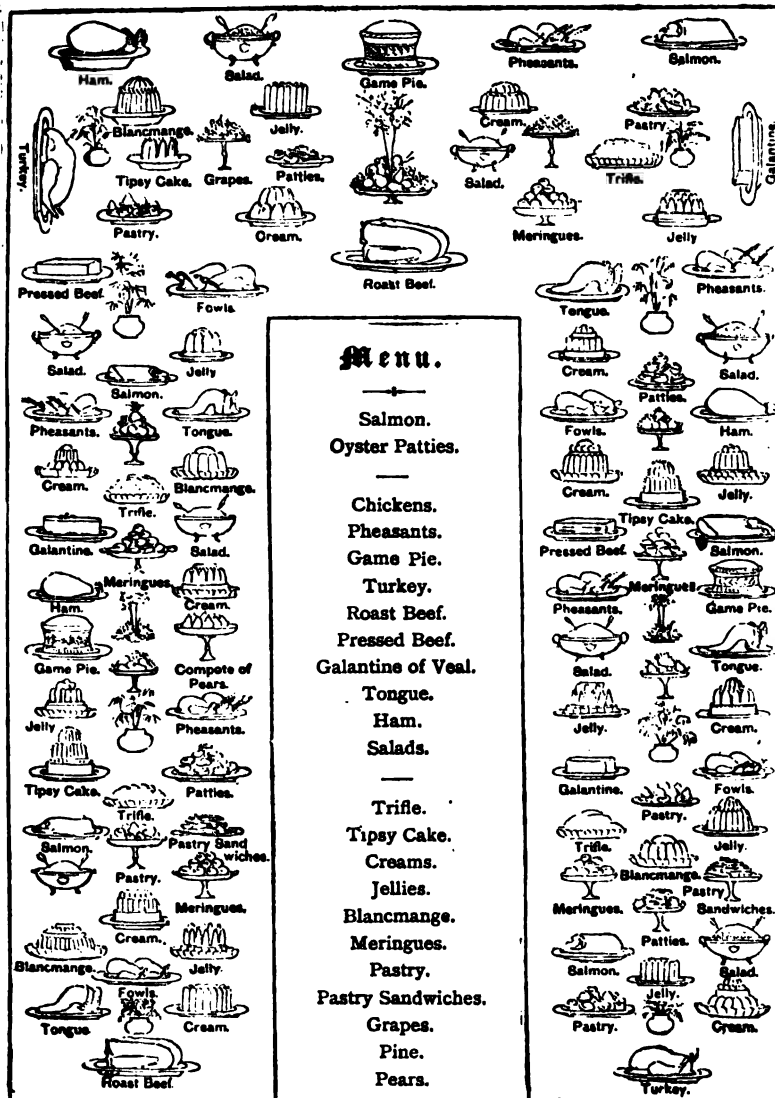 Ham.
Salad.
Game Pie.
Pheasants.
Salmon.
Blancmange.
Jelly.
Cream.
Pastry.
Turkey.
Tipsy Cake.
Grapes.
Patties.
Salad.
Trifle.
Galantine.
Pastry.
Cream.
Meringues.
Jelly
Roast Beef.
Pressed Beef.
Fowls.
Salad.
Jelly
Salmon.
Pheasants.
Tongue.
Cream.
Blancmange.
Trifle.
Galantine.
Salad.
Meringues.
Ham.
Cream.
Game Pie.
Compote of
Pears.
Jelly
Pheasants.
Tipsy Cake.
Patties.
Trifle.
Salmon.
Pastry Sand
wiches.
Pastry.
Meringues.
Cream.
Blancmange.
Jelly.
Fowls.
Tongue
Cream.
Roast Beef.
Menu.
Salmon.
Oyster Patties.
Chickens.
Pheasants.
Game Pie.
Turkey.
Roast Beef.
Pressed Beef.
Galantine of Veal.
Tongue.
Ham.
Salads.
Trifle.
Tipsy Cake.
Creams.
Jellies.
Blancmange.
Meringues.
Pastry.
Pastry Sandwiches.
Grapes.
Pine.
Pears.
Tongue.
Pheasants.
Cream.
Salad.
Patties.
Fowls.
Ham.
Cream.
Jelly.
Tipsy Cake.
Pressed Beef.
Salmon.
Meringues
Pheasants.
Game Pie.
Salad.
Tongue.
Jelly.
Cream.
Galantine.
Fowls.
Pastry.
Trifle.
Jelly.
Blancmange.
Meringues.
Pastry
Sandwiches.
Patties.
Salmon.
Salad.
Jelly.
Pastry.
Cream.
Turkey.